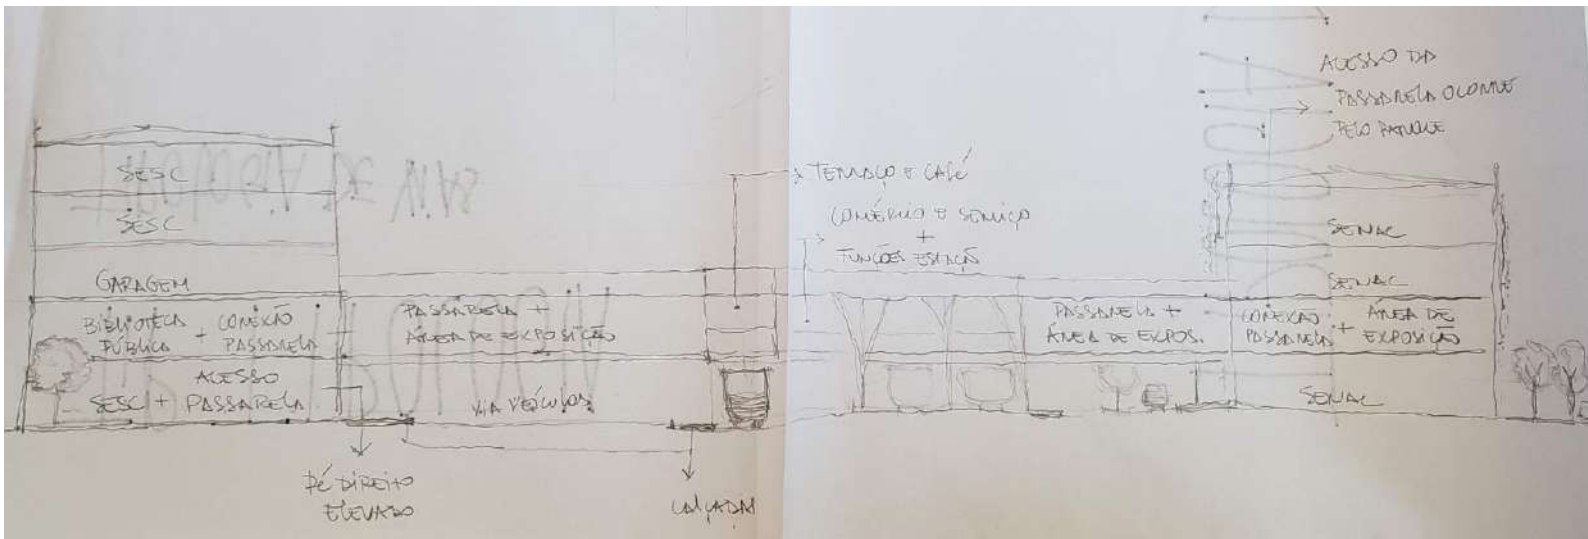 SESC
SESC
GARAGEM
BIBLIOTECA PÚBLICA + CONEXÃO PASSARELA
ACESSO
SESC + PASSARELA
PASSARELA +
ÁREA DE EXPOSIÇÃO
VIA VEÍCULOS
PÉ DIREITO
ELEVADO
CALÇADAS
TERRAÇO E CAFÉ
COMÉRCIO E SERVIÇO
+
FUNÇÕES ESTAÇÃO
PASSARELA +
ÁREA DE EXPOS.
ACESSO DA
PASSARELA OCORRE
PELO PARQUE
SENAC
SENAC
CONEXÃO PASSARELA + ÁREA DE EXPOSIÇÃO
SENAC